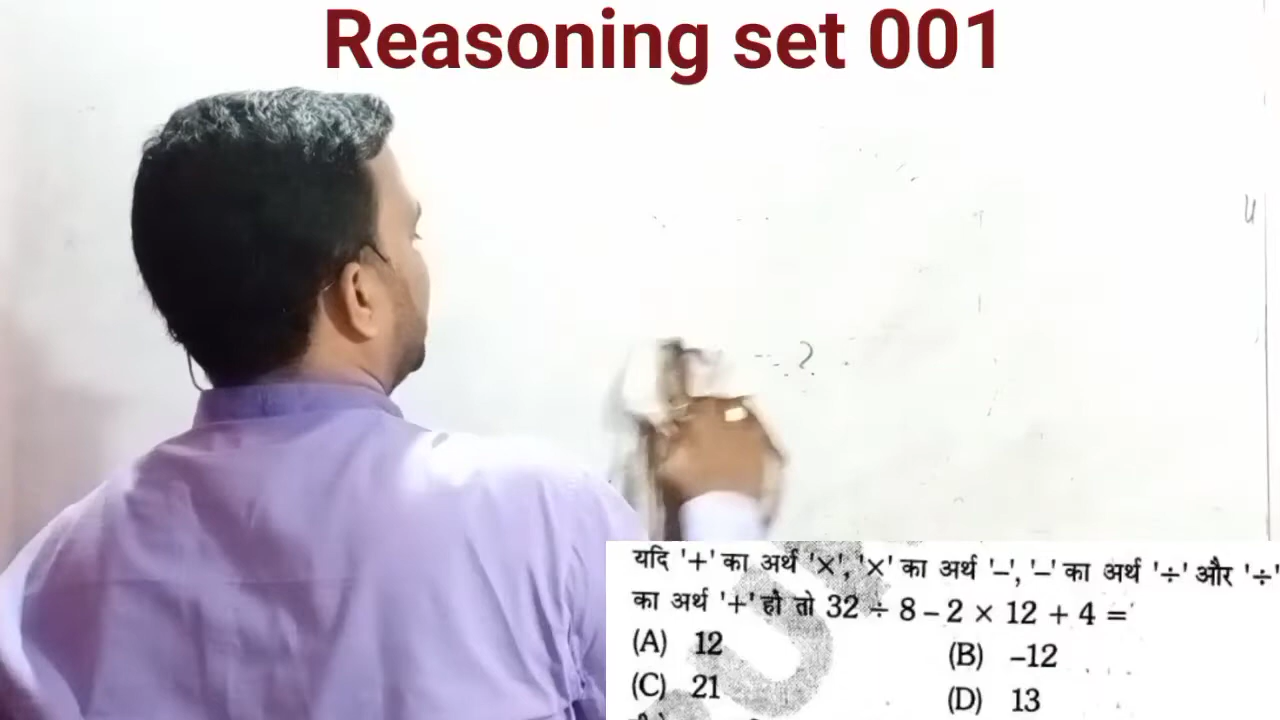 Reasoning set 001
?
यदि '+' का अर्थ '×', '×' का अर्थ '–', '–' का अर्थ '÷' और '÷'
का अर्थ '+' हो तो 32 ÷ 8 – 2 × 12 + 4 =
(A) 12
(B) –12
(C) 21
(D) 13